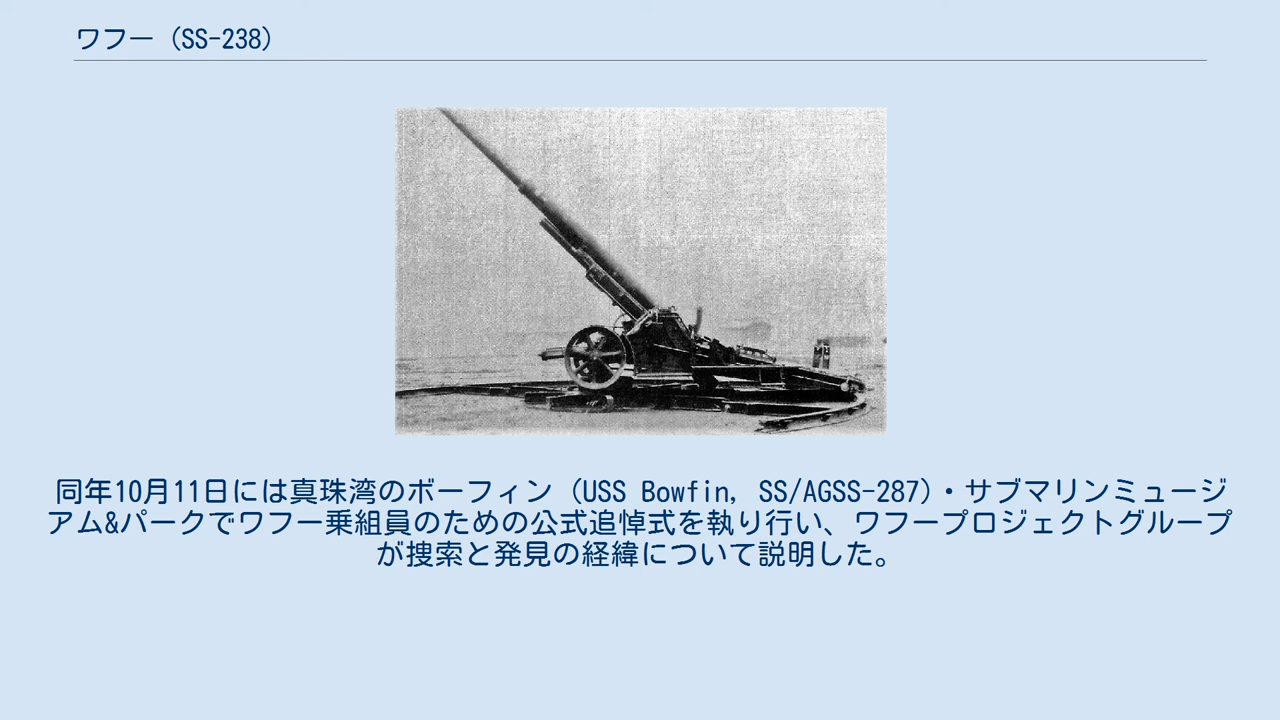 ワフー（SS-238）
同年10月11日には真珠湾のボーフィン（USS Bowfin, SS/AGSS-287)・サブマリンミュージ
アム&パークでワフー乗組員のための公式追悼式を執り行い、ワフープロジェクトグループ
が捜索と発見の経緯について説明した。